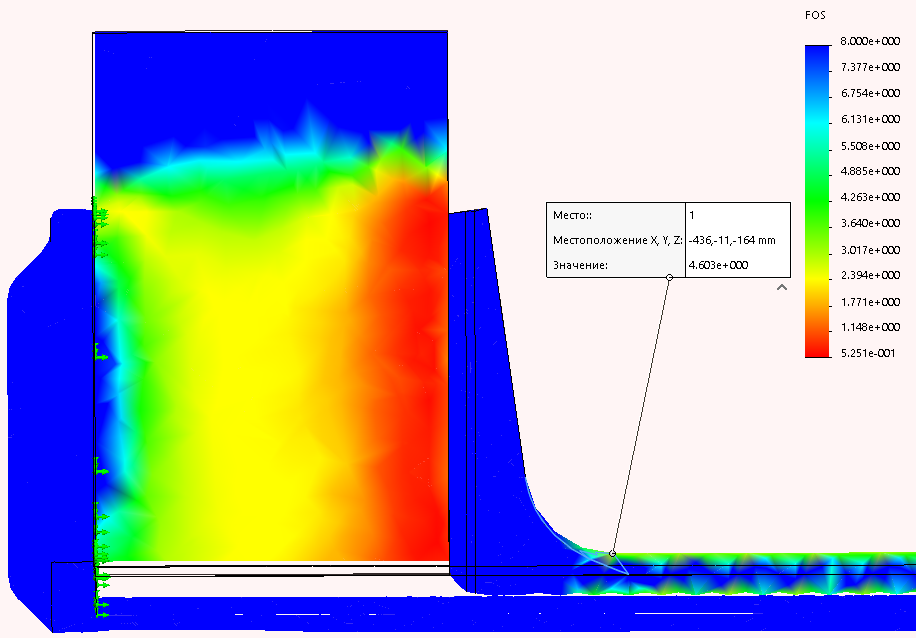 FOS
8.000e+000
7.377e+000
6.754e+000
6.131e+000
5.508e+000
4.885e+000
4.263e+000
3.640e+000
3.017e+000
2.394e+000
1.771e+000
1.148e+000
5.251e-001
Место:: 1
Местоположение X, Y, Z: -436,-11,-164 mm
Значение: 4.603e+000